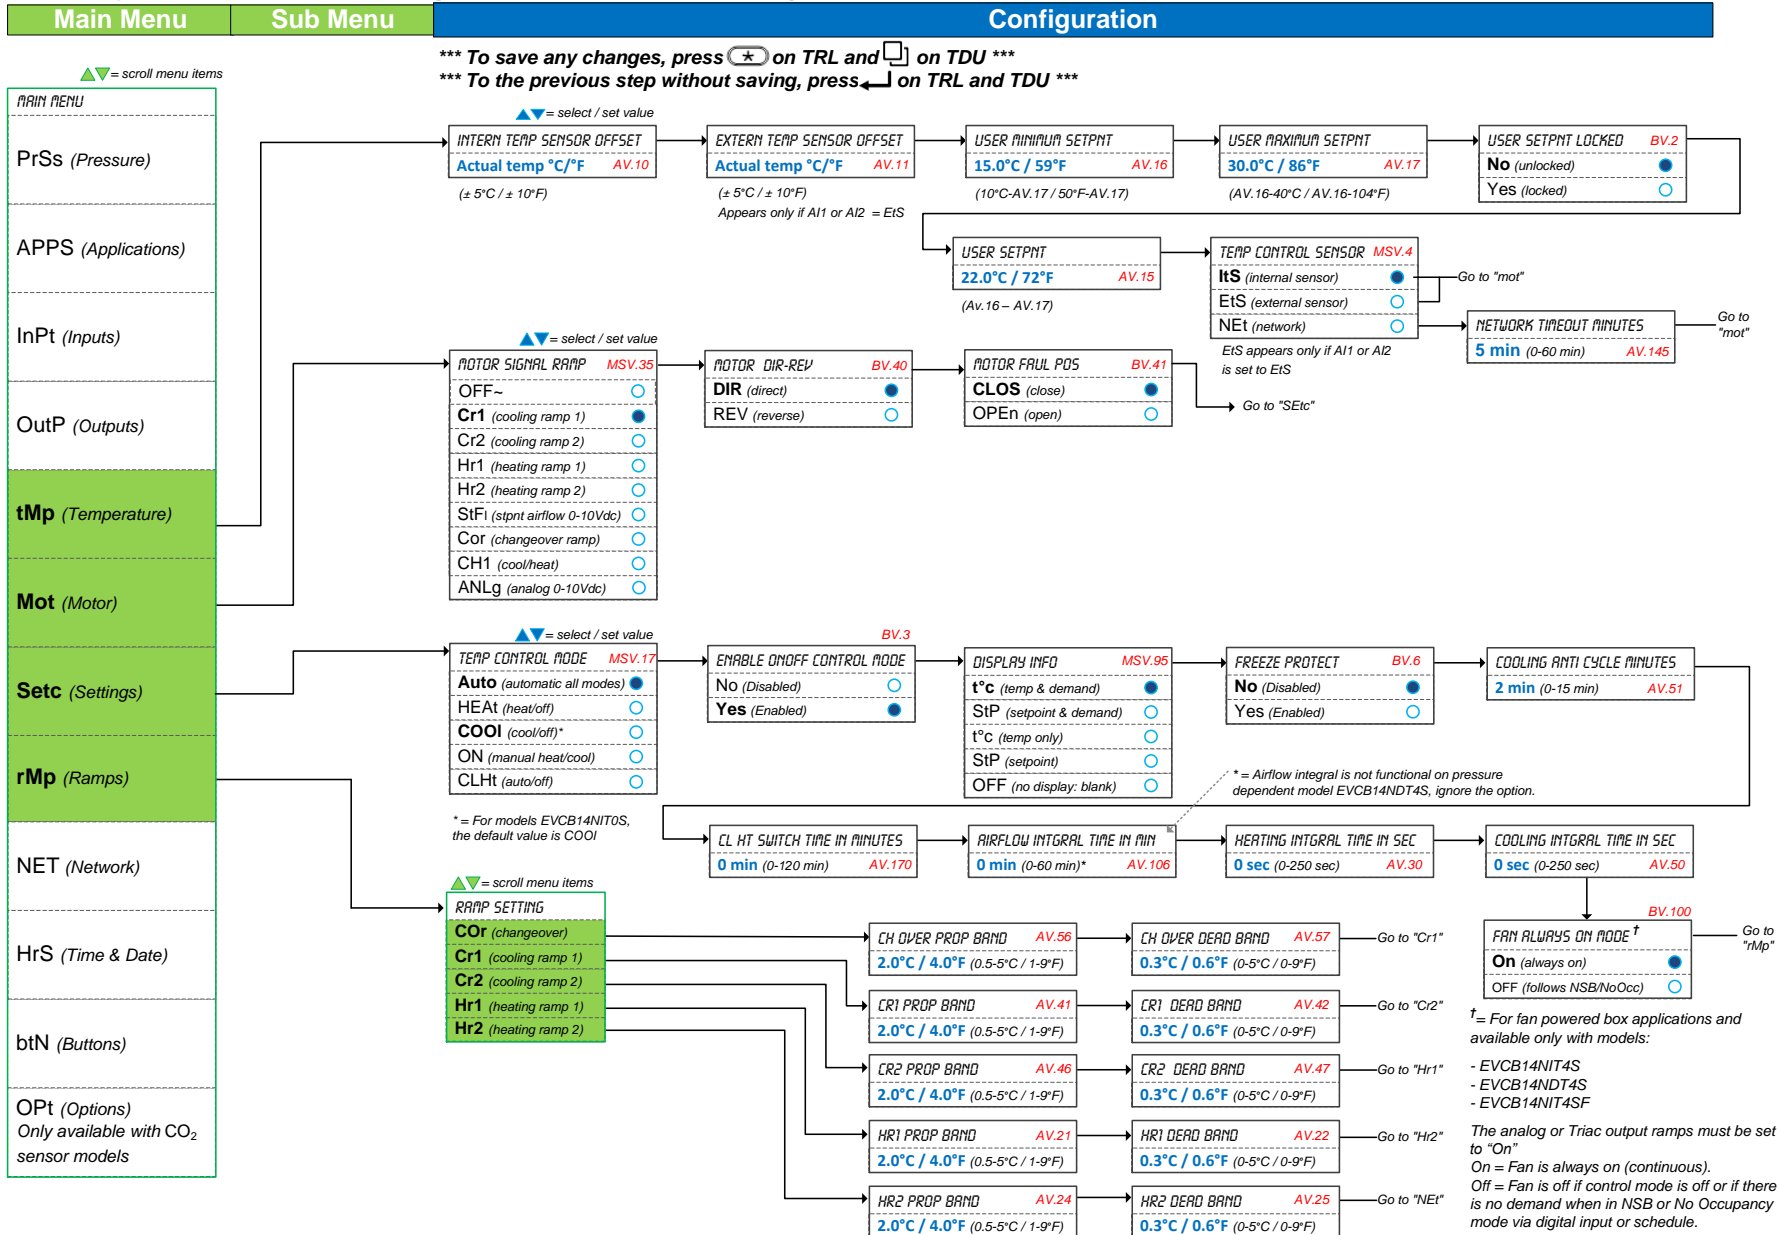 Main Menu
Sub Menu
Configuration
*** To save any changes, press * on TRL and on TDU ***
*** To the previous step without saving, press on TRL and TDU ***
= scroll menu items
MAIN MENU
PrSs (Pressure)
APPS (Applications)
InPt (Inputs)
OutP (Outputs)
tMp (Temperature)
Mot (Motor)
Setc (Settings)
rMp (Ramps)
NET (Network)
HrS (Time & Date)
btN (Buttons)
OPt (Options)
Only available with CO2
sensor models
= select / set value
INTERN TEMP SENSOR OFFSET
Actual temp °C/°F AV.10
(± 5°C / ± 10°F)
EXTERN TEMP SENSOR OFFSET
Actual temp °C/°F AV.11
(± 5°C / ± 10°F)
Appears only if AI1 or AI2 = EtS
USER MINIMUM SETPNT
15.0°C / 59°F AV.16
(10°C-AV.17 / 50°F-AV.17)
USER MAXIMUM SETPNT
30.0°C / 86°F AV.17
(AV.16-40°C / AV.16-104°F)
USER SETPNT LOCKED BV.2
No (unlocked)
Yes (locked)
USER SETPNT
22.0°C / 72°F AV.15
(Av.16 – AV.17)
TEMP CONTROL SENSOR MSV.4
ItS (internal sensor)
EtS (external sensor)
NEt (network)
Go to "mot"
EtS appears only if AI1 or AI2
is set to EtS
NETWORK TIMEOUT MINUTES
5 min (0-60 min) AV.145
Go to
"mot"
= select / set value
MOTOR SIGNAL RAMP MSV.35
OFF~
Cr1 (cooling ramp 1)
Cr2 (cooling ramp 2)
Hr1 (heating ramp 1)
Hr2 (heating ramp 2)
StFl (stpnt airflow 0-10Vdc)
Cor (changeover ramp)
CH1 (cool/heat)
ANLg (analog 0-10Vdc)
MOTOR DIR-REV BV.40
DIR (direct)
REV (reverse)
MOTOR FAUL POS BV.41
CLOS (close)
OPEn (open)
Go to "SEtc"
= select / set value
TEMP CONTROL MODE MSV.17
Auto (automatic all modes)
HEAt (heat/off)
COOl (cool/off)*
ON (manual heat/cool)
CLHt (auto/off)
* = For models EVCB14NIT0S,
the default value is COOl
BV.3
ENABLE ONOFF CONTROL MODE
No (Disabled)
Yes (Enabled)
DISPLAY INFO MSV.95
t°c (temp & demand)
StP (setpoint & demand)
t°c (temp only)
StP (setpoint)
OFF (no display: blank)
FREEZE PROTECT BV.6
No (Disabled)
Yes (Enabled)
COOLING ANTI CYCLE MINUTES
2 min (0-15 min) AV.51
* = Airflow integral is not functional on pressure
dependent model EVCB14NDT4S, ignore the option.
CL HT SWITCH TIME IN MINUTES
0 min (0-120 min) AV.170
AIRFLOW INTGRAL TIME IN MIN
0 min (0-60 min)* AV.106
HEATING INTGRAL TIME IN SEC
0 sec (0-250 sec) AV.30
COOLING INTGRAL TIME IN SEC
0 sec (0-250 sec) AV.50
BV.100
FAN ALWAYS ON MODE †
On (always on)
OFF (follows NSB/NoOcc)
Go to
"rMp"
†= For fan powered box applications and
available only with models:
- EVCB14NIT4S
- EVCB14NDT4S
- EVCB14NIT4SF
The analog or Triac output ramps must be set
to “On”
On = Fan is always on (continuous).
Off = Fan is off if control mode is off or if there
is no demand when in NSB or No Occupancy
mode via digital input or schedule.
= scroll menu items
RAMP SETTING
COr (changeover)
Cr1 (cooling ramp 1)
Cr2 (cooling ramp 2)
Hr1 (heating ramp 1)
Hr2 (heating ramp 2)
CH OVER PROP BAND AV.56
2.0°C / 4.0°F (0.5-5°C / 1-9°F)
CH OVER DEAD BAND AV.57
0.3°C / 0.6°F (0-5°C / 0-9°F)
Go to "Cr1"
CR1 PROP BAND AV.41
2.0°C / 4.0°F (0.5-5°C / 1-9°F)
CR1 DEAD BAND AV.42
0.3°C / 0.6°F (0-5°C / 0-9°F)
Go to "Cr2"
CR2 PROP BAND AV.46
2.0°C / 4.0°F (0.5-5°C / 1-9°F)
CR2 DEAD BAND AV.47
0.3°C / 0.6°F (0-5°C / 0-9°F)
Go to "Hr1"
HR1 PROP BAND AV.21
2.0°C / 4.0°F (0.5-5°C / 1-9°F)
HR1 DEAD BAND AV.22
0.3°C / 0.6°F (0-5°C / 0-9°F)
Go to "Hr2"
HR2 PROP BAND AV.24
2.0°C / 4.0°F (0.5-5°C / 1-9°F)
HR2 DEAD BAND AV.25
0.3°C / 0.6°F (0-5°C / 0-9°F)
Go to "NEt"